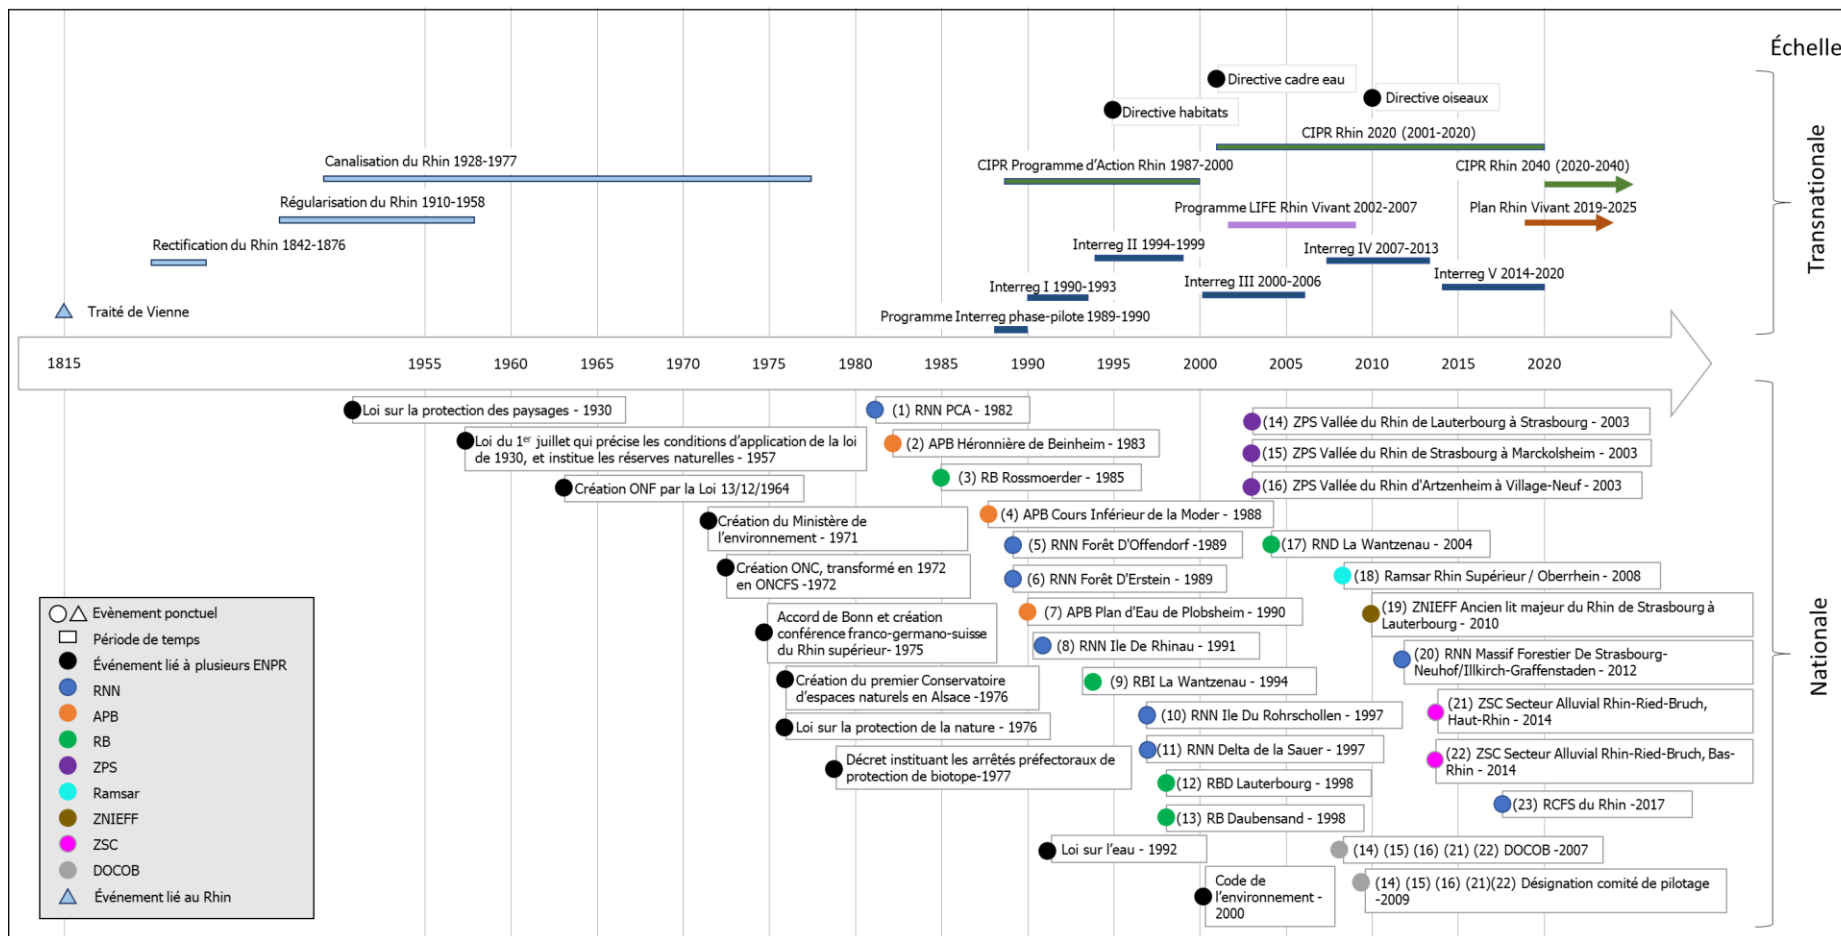 Échelle
Directive cadre eau
Directive oiseaux
Directive habitats
CIPR Rhin 2020 (2001-2020)
Canalisation du Rhin 1928-1977
CIPR Programme d’Action Rhin 1987-2000
CIPR Rhin 2040 (2020-2040)
Régularisation du Rhin 1910-1958
Programme LIFE Rhin Vivant 2002-2007
Plan Rhin Vivant 2019-2025
Rectification du Rhin 1842-1876
Interreg II 1994-1999
Interreg IV 2007-2013
Interreg V 2014-2020
Interreg I 1990-1993
Interreg III 2000-2006
Traité de Vienne
Programme Interreg phase-pilote 1989-1990
Transnationale
1815 1955 1960 1965 1970 1975 1980 1985 1990 1995 2000 2005 2010 2015 2020
Loi sur la protection des paysages - 1930
Loi du 1er juillet qui précise les conditions d’application de la loi
de 1930, et institue les réserves naturelles - 1957
Création ONF par la Loi 13/12/1964
Création du Ministère de
l’environnement - 1971
Création ONC, transformé en 1972
en ONCFS -1972
Accord de Bonn et création
conférence franco-germano-suisse
du Rhin supérieur- 1975
Création du premier Conservatoire
d’espaces naturels en Alsace -1976
Loi sur la protection de la nature - 1976
Décret instituant les arrêtés préfectoraux de
protection de biotope-1977
(1) RNN PCA - 1982
(2) APB Héronnière de Beinheim - 1983
(3) RB Rossmoerder - 1985
(4) APB Cours Inférieur de la Moder - 1988
(5) RNN Forêt D'Offendorf -1989
(6) RNN Forêt D'Erstein - 1989
(7) APB Plan d'Eau de Plobsheim - 1990
(8) RNN Ile De Rhinau - 1991
(9) RBI La Wantzenau - 1994
(10) RNN Ile Du Rohrschollen - 1997
(11) RNN Delta de la Sauer - 1997
(12) RBD Lauterbourg - 1998
(13) RB Daubensand - 1998
Loi sur l’eau - 1992
Code de
l’environnement -
2000
(14) ZPS Vallée du Rhin de Lauterbourg à Strasbourg - 2003
(15) ZPS Vallée du Rhin de Strasbourg à Marckolsheim - 2003
(16) ZPS Vallée du Rhin d'Artzenheim à Village-Neuf - 2003
(17) RND La Wantzenau - 2004
(18) Ramsar Rhin Supérieur / Oberrhein - 2008
(19) ZNIEFF Ancien lit majeur du Rhin de Strasbourg à
Lauterbourg - 2010
(20) RNN Massif Forestier De Strasbourg-
Neuhof/Illkirch-Graffenstaden - 2012
(21) ZSC Secteur Alluvial Rhin-Ried-Bruch,
Haut-Rhin - 2014
(22) ZSC Secteur Alluvial Rhin-Ried-Bruch, Bas-
Rhin - 2014
(23) RCFS du Rhin -2017
(14) (15) (16) (21) (22) DOCOB -2007
(14) (15) (16) (21)(22) Désignation comité de pilotage
-2009
Nationale
Evènement ponctuel
Période de temps
Événement lié à plusieurs ENPR
RNN
APB
RB
ZPS
Ramsar
ZNIEFF
ZSC
DOCOB
Événement lié au Rhin